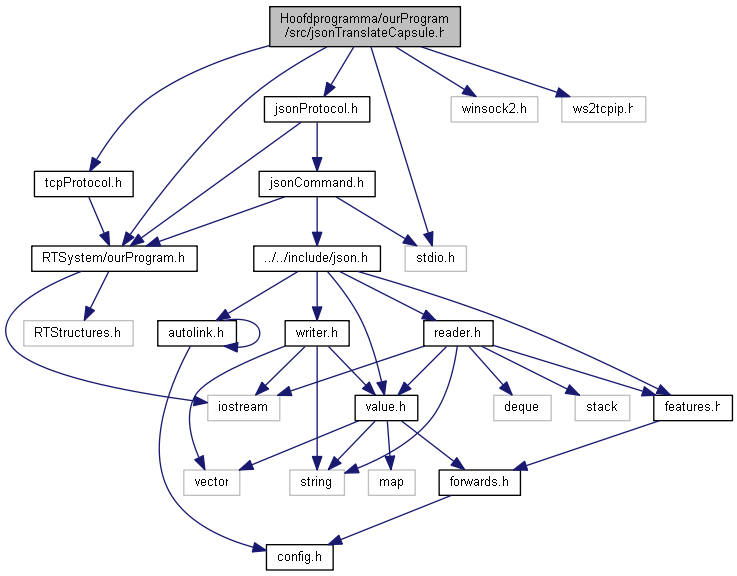 Hoofdprogramma/ourProgram
/src/jsonTranslateCapsule.h
jsonProtocol.h
winsock2.h
ws2tcpip.h
tcpProtocol.h
jsonCommand.h
RTSystem/ourProgram.h
../../include/json.h
stdio.h
RTStructures.h
autolink.h
writer.h
reader.h
iostream
value.h
deque
stack
features.h
vector
string
map
forwards.h
config.h